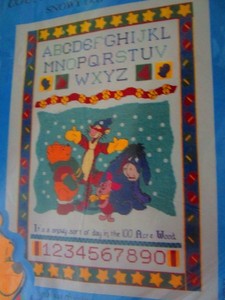 ABCDEFGHIJKL
MNOPQRSTUV
WXYZ
It's a snowy sort of day in the 100 Acre Wood.
1234567890